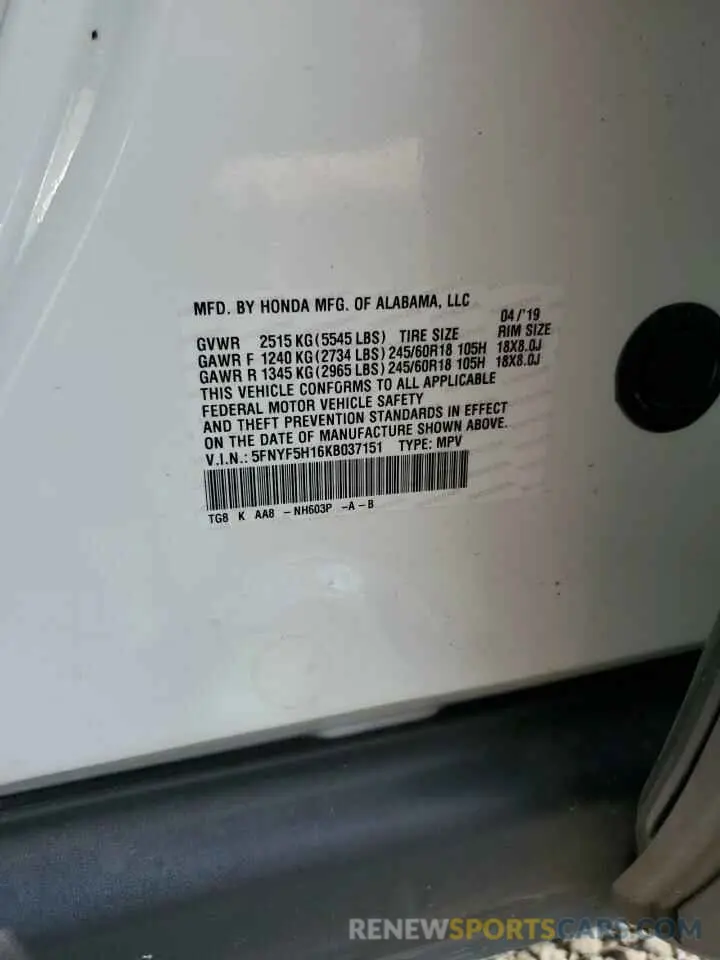 MFD. BY HONDA MFG. OF ALABAMA, LLC
04/'19
GVWR 2515 KG (5545 LBS) TIRE SIZE RIM SIZE
GAWR F 1240 KG (2734 LBS) 245/60R18 105H 18X8.0J
GAWR R 1345 KG (2965 LBS) 245/60R18 105H 18X8.0J
THIS VEHICLE CONFORMS TO ALL APPLICABLE
FEDERAL MOTOR VEHICLE SAFETY
AND THEFT PREVENTION STANDARDS IN EFFECT
ON THE DATE OF MANUFACTURE SHOWN ABOVE.
V.I.N.: 5FNYF5H16KB037151 TYPE: MPV
TG8 K AA8 -NH603P -A-B
RENEWSPORTSCARS.COM